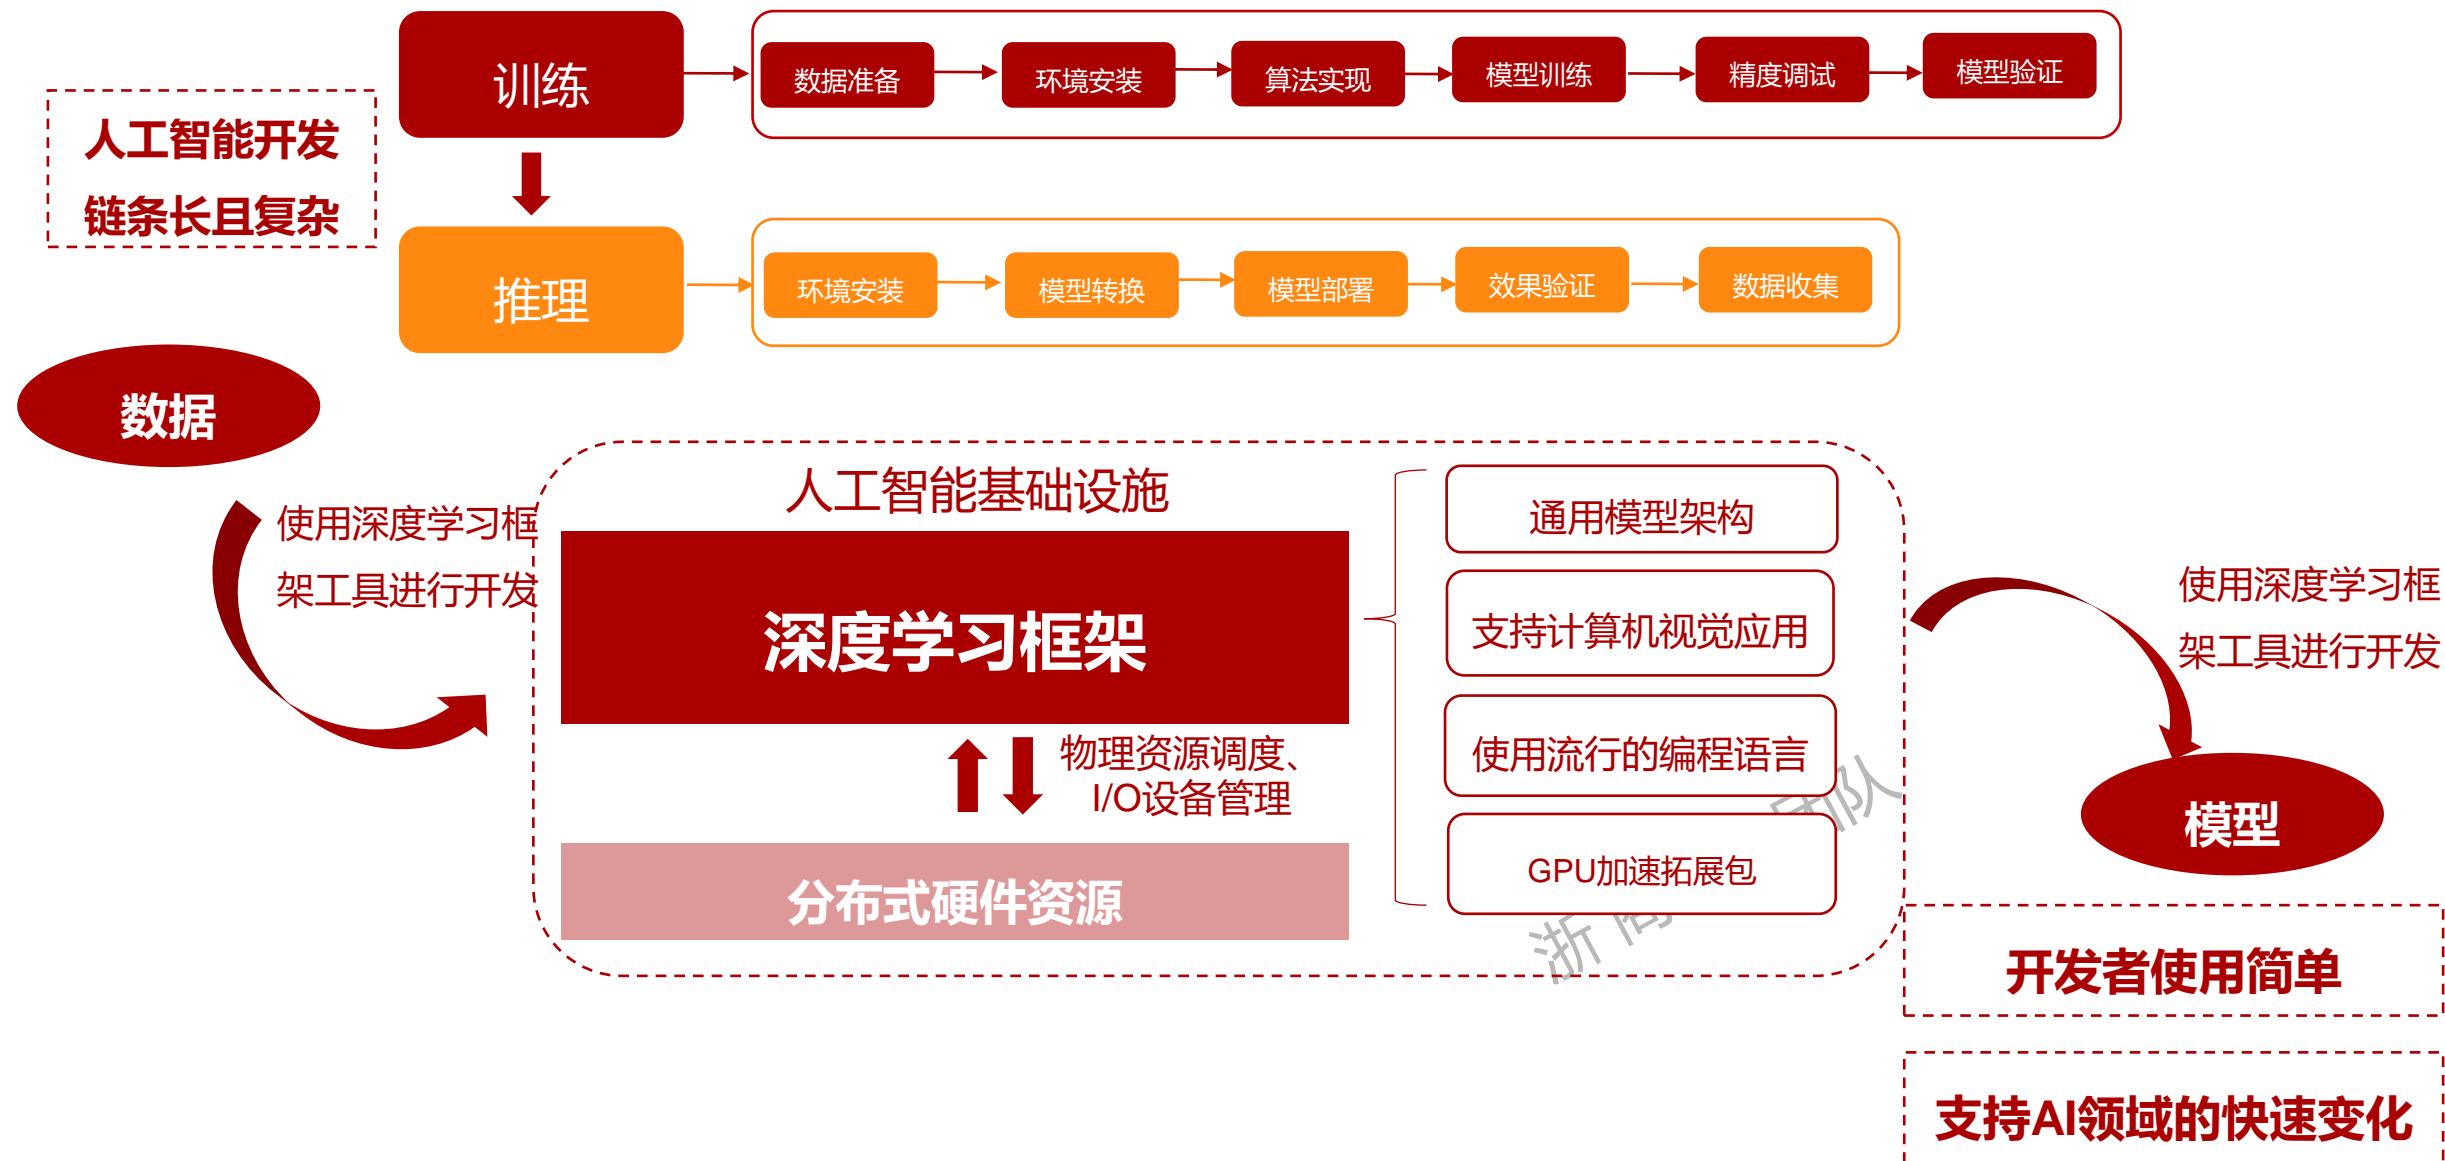 训练
数据准备
环境安装
算法实现
模型训练
精度调试
模型验证
人工智能开发
链条长且复杂
推理
环境安装
模型转换
模型部署
效果验证
数据收集
数据
人工智能基础设施
使用深度学习框
架工具进行开发
深度学习框架
通用模型架构
支持计算机视觉应用
使用流行的编程语言
GPU加速拓展包
物理资源调度、
I/O设备管理
分布式硬件资源
使用深度学习框
架工具进行开发
模型
开发者使用简单
支持AI领域的快速变化
浙商
团队